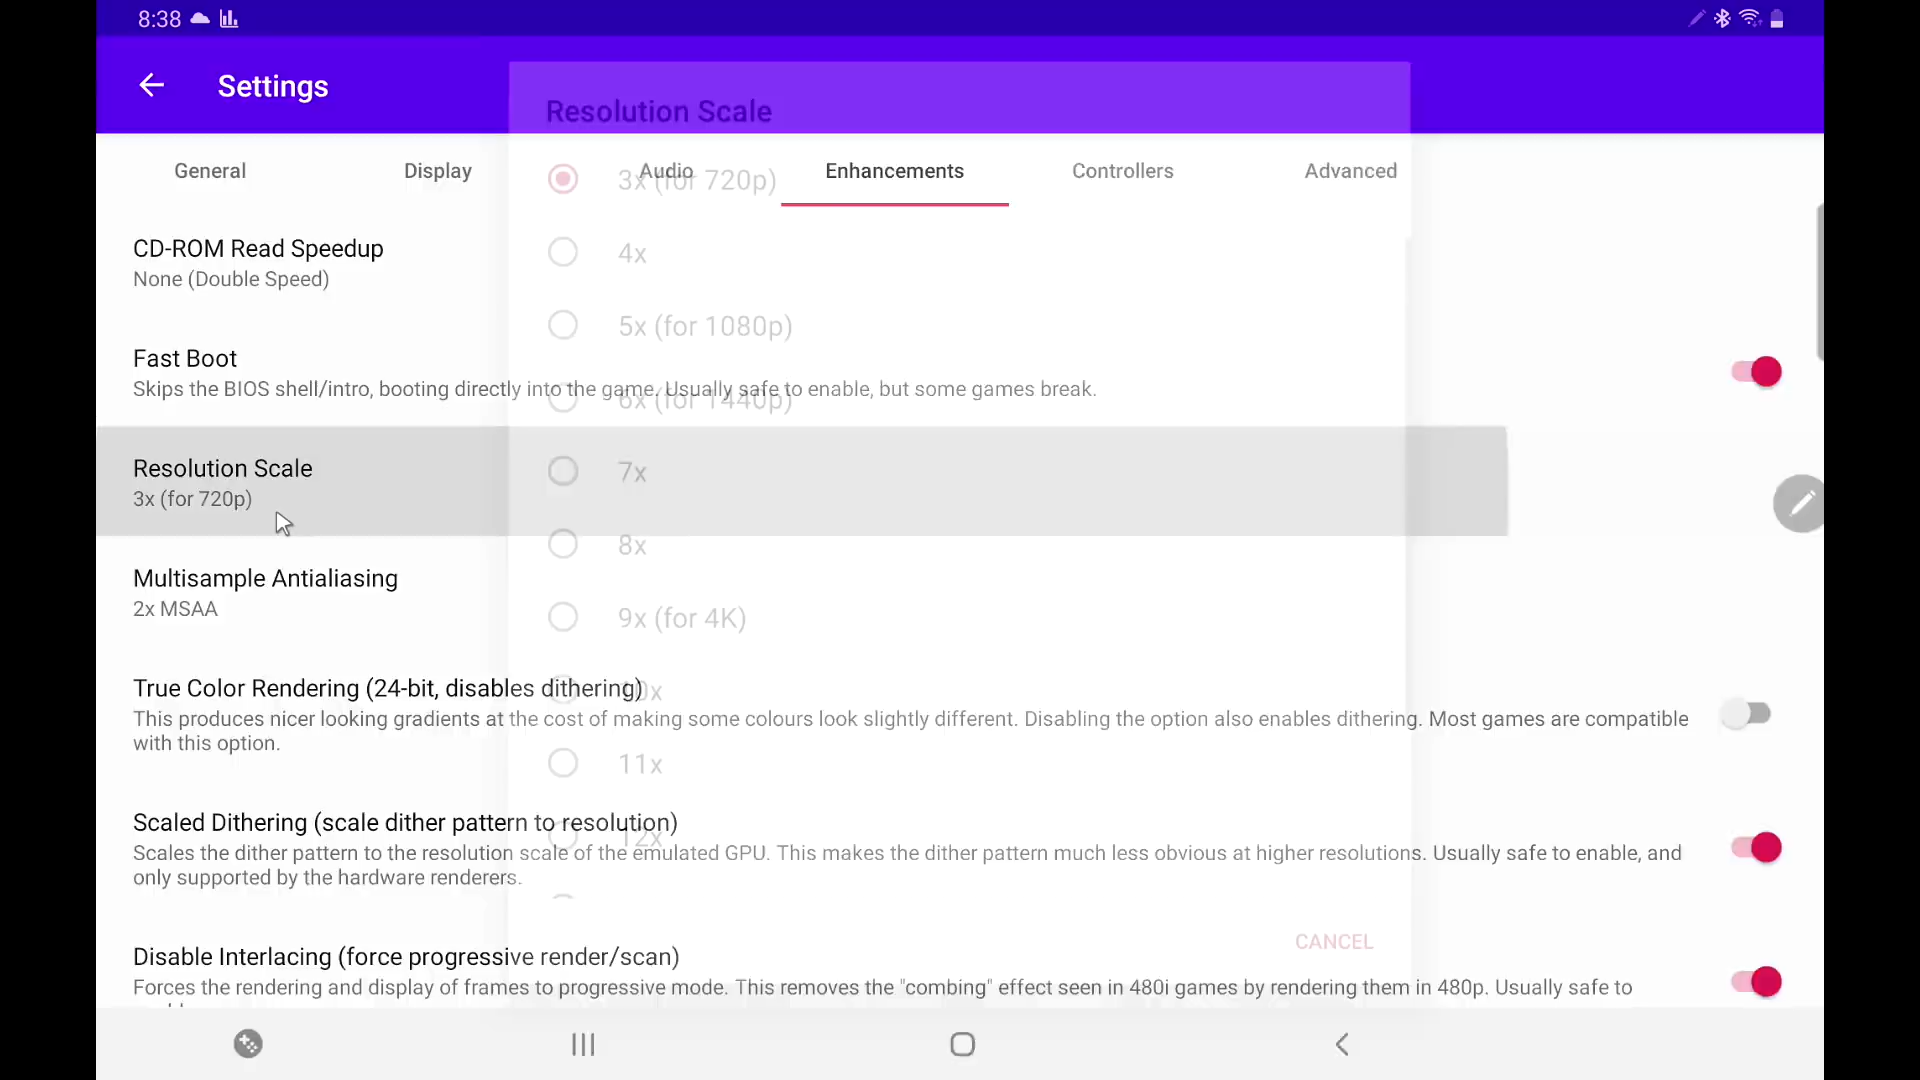 8:38
Settings
Resolution Scale
General
Display
Audio
Enhancements
Controllers
Advanced
3x (for 720p)
4x
5x (for 1080p)
6x (for 1440p)
7x
8x
9x (for 4K)
10x
11x
12x
CANCEL
CD-ROM Read Speedup
None (Double Speed)
Fast Boot
Skips the BIOS shell/intro, booting directly into the game. Usually safe to enable, but some games break.
Resolution Scale
3x (for 720p)
Multisample Antialiasing
2x MSAA
True Color Rendering (24-bit, disables dithering)
This produces nicer looking gradients at the cost of making some colours look slightly different. Disabling the option also enables dithering. Most games are compatible
with this option.
Scaled Dithering (scale dither pattern to resolution)
Scales the dither pattern to the resolution scale of the emulated GPU. This makes the dither pattern much less obvious at higher resolutions. Usually safe to enable, and
only supported by the hardware renderers.
Disable Interlacing (force progressive render/scan)
Forces the rendering and display of frames to progressive mode. This removes the "combing" effect seen in 480i games by rendering them in 480p. Usually safe to